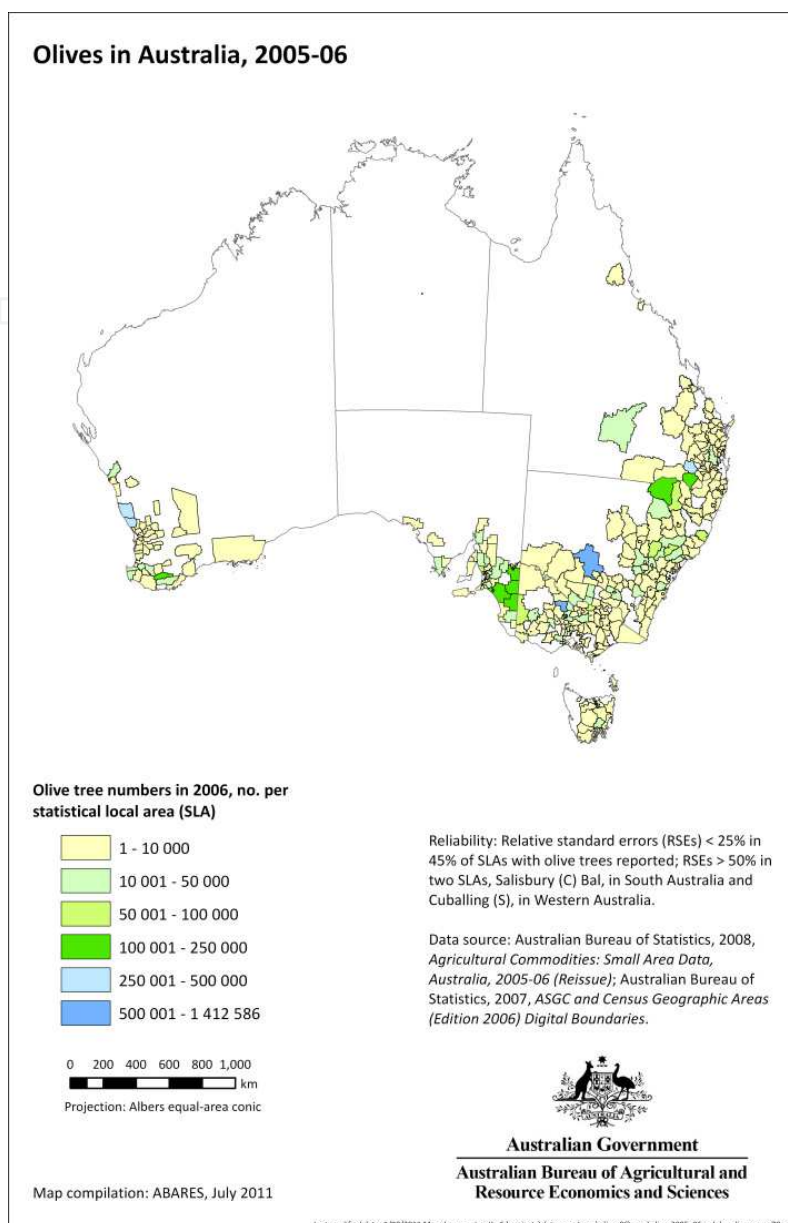 Olives in Australia, 2005-06
Olive tree numbers in 2006, no. per
statistical local area (SLA)
1 - 10 000
10 001 - 50 000
50 001 - 100 000
100 001 - 250 000
250 001 - 500 000
500 001 - 1 412 586
0 200 400 600 800 1,000
km
Projection: Albers equal-area conic
Map compilation: ABARES, July 2011
Reliability: Relative standard errors (RSEs) < 25% in
45% of SLAs with olive trees reported; RSEs > 50% in
two SLAs, Salisbury (C) Bal, in South Australia and
Cuballing (S), in Western Australia.
Data source: Australian Bureau of Statistics, 2008,
Agricultural Commodities: Small Area Data,
Australia, 2005-06 (Reissue); Australian Bureau of
Statistics, 2007, ASGC and Census Geographic Areas
(Edition 2006) Digital Boundaries.
Australian Government
Australian Bureau of Agricultural and
Resource Economics and Sciences